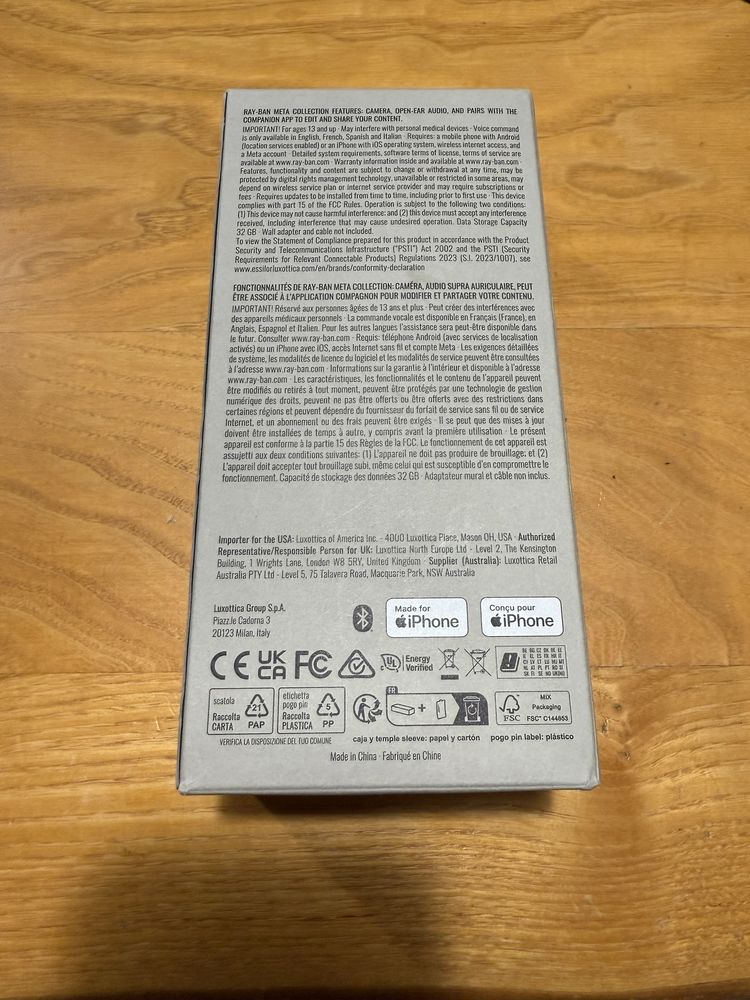 RAY-BAN META COLLECTION FEATURES: CAMERA, OPEN-EAR AUDIO, AND PAIRS WITH THE
COMPANION APP TO EDIT AND SHARE YOUR CONTENT.
IMPORTANT! For ages 13 and up · May interfere with personal medical devices · Voice command
is only available in English, French, Spanish and Italian · Requires: a mobile phone with Android
(location services enabled) or an iPhone with iOS operating system, wireless internet access, and
a Meta account · Detailed system requirements, software terms of license, terms of service are
available at www.ray-ban.com · Warranty information inside and available at www.ray-ban.com ·
Features, functionality and content are subject to change or withdrawal at any time, may be
protected by digital rights management technology, unavailable or restricted in some areas, may
depend on wireless service plan or internet service provider and may require subscriptions or
fees · Requires updates to be installed from time to time, including prior to first use · This device
complies with part 15 of the FCC Rules. Operation is subject to the following two conditions:
(1) This device may not cause harmful interference; and (2) this device must accept any interference
received, including interference that may cause undesired operation. Data Storage Capacity
32 GB · Wall adapter and cable not included.
To view the Statement of Compliance prepared for this product in accordance with the Product
Security and Telecommunications Infrastructure ("PSTI") Act 2002 and the PSTI (Security
Requirements for Relevant Connectable Products) Regulations 2023 (S.I. 2023/1007), see
www.essilorluxottica.com/en/brands/conformity-declaration
FONCTIONNALITÉS DE RAY-BAN META COLLECTION: CAMÉRA, AUDIO SUPRA AURICULAIRE, PEUT
ÊTRE ASSOCIÉ À L'APPLICATION COMPAGNON POUR MODIFIER ET PARTAGER VOTRE CONTENU.
IMPORTANT! Réservé aux personnes âgées de 13 ans et plus · Peut créer des interférences avec
des appareils médicaux personnels · La commande vocale est disponible en Français (France), en
Anglais, Espagnol et Italien. Pour les autres langues l'assistance sera peut-être disponible dans
le futur. Consulter www.ray-ban.com · Requis: téléphone Android (avec services de localisation
activés) ou un iPhone avec iOS, accès Internet sans fil et compte Meta · Les exigences détaillées
de système, les modalités de licence du logiciel et les modalités de service peuvent être consultées
à l'adresse www.ray-ban.com · Informations sur la garantie à l'intérieur et disponible à l'adresse
www.ray-ban.com · Les caractéristiques, les fonctionnalités et le contenu de l'appareil peuvent
être modifiés ou retirés à tout moment, peuvent être protégés par une technologie de gestion
numérique des droits, peuvent ne pas être offerts ou être offerts avec des restrictions dans
certaines régions et peuvent dépendre du fournisseur du forfait de service sans fil ou de service
Internet, et un abonnement ou des frais peuvent être exigés · Il se peut que des mises à jour
doivent être installées de temps à autre, y compris avant la première utilisation · Le présent
appareil est conforme à la partie 15 des Règles de la FCC. Le fonctionnement de cet appareil est
assujetti aux deux conditions suivantes: (1) L'appareil ne doit pas produire de brouillage; et (2)
L'appareil doit accepter tout brouillage subi, même celui qui est susceptible d'en compromettre le
fonctionnement. Capacité de stockage des données 32 GB · Adaptateur mural et câble non inclus.
Importer for the USA: Luxottica of America Inc. - 4000 Luxottica Place, Mason OH, USA · Authorized
Representative/Responsible Person for UK: Luxottica North Europe Ltd - Level 2, The Kensington
Building, 1 Wrights Lane, London W8 5RY, United Kingdom · Supplier (Australia): Luxottica Retail
Australia PTY Ltd - Level 5, 75 Talavera Road, Macquarie Park, NSW Australia
Luxottica Group S.p.A.
Piazz.le Cadorna 3
20123 Milan, Italy
Made for
iPhone
Conçu pour
iPhone
CE UK CA FC UL Energy Verified
scatola
Raccolta
CARTA
21
PAP
etichetta
pogo pin
Raccolta
PLASTICA
5
PP
FR
+
FSC
MIX
Packaging
FSC® C144853
VERIFICA LA DISPOSIZIONE DEL TUO COMUNE
caja y temple sleeve: papel y cartón
pogo pin label: plástico
Made in China · Fabriqué en Chine